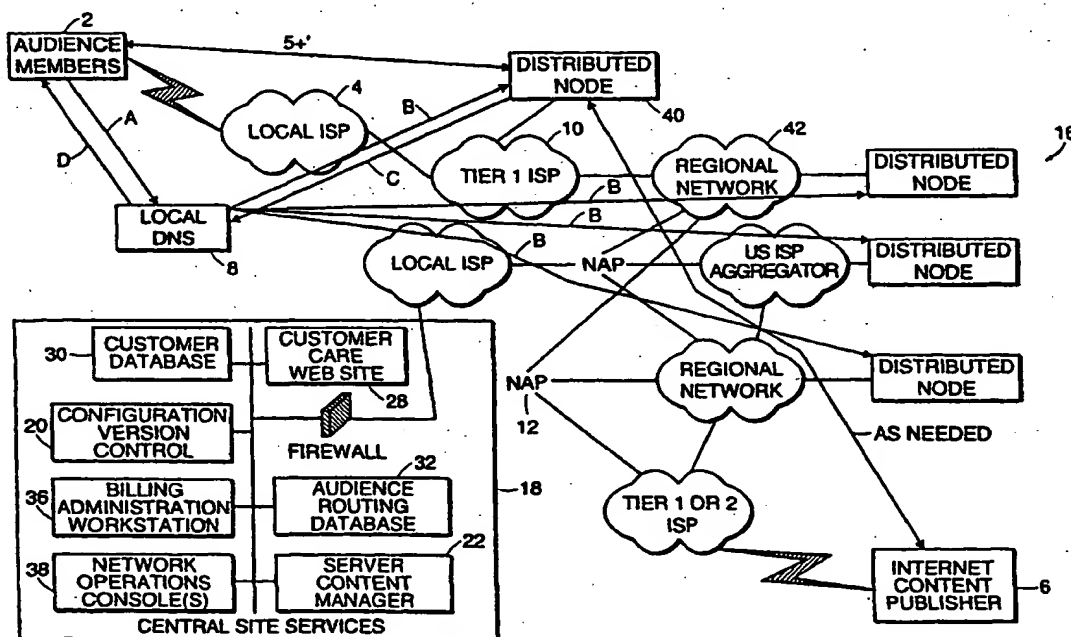 2
AUDIENCE
MEMBERS
5+'
DISTRIBUTED
NODE
40
4
LOCAL ISP
A
D
B
C
10
TIER 1 ISP
42
REGIONAL
NETWORK
DISTRIBUTED
NODE
16
B
B
LOCAL
DNS
8
LOCAL ISP
B
NAP
US ISP
AGGREGATOR
DISTRIBUTED
NODE
30
CUSTOMER
DATABASE
CUSTOMER
CARE
WEB SITE
28
NAP
12
REGIONAL
NETWORK
DISTRIBUTED
NODE
20
CONFIGURATION
VERSION
CONTROL
FIREWALL
AS NEEDED
36
BILLING
ADMINISTRATION
WORKSTATION
32
AUDIENCE
ROUTING
DATABASE
18
TIER 1 OR 2
ISP
38
NETWORK
OPERATIONS
CONSOLE(S)
22
SERVER
CONTENT
MANAGER
INTERNET
CONTENT
PUBLISHER
6
CENTRAL SITE SERVICES